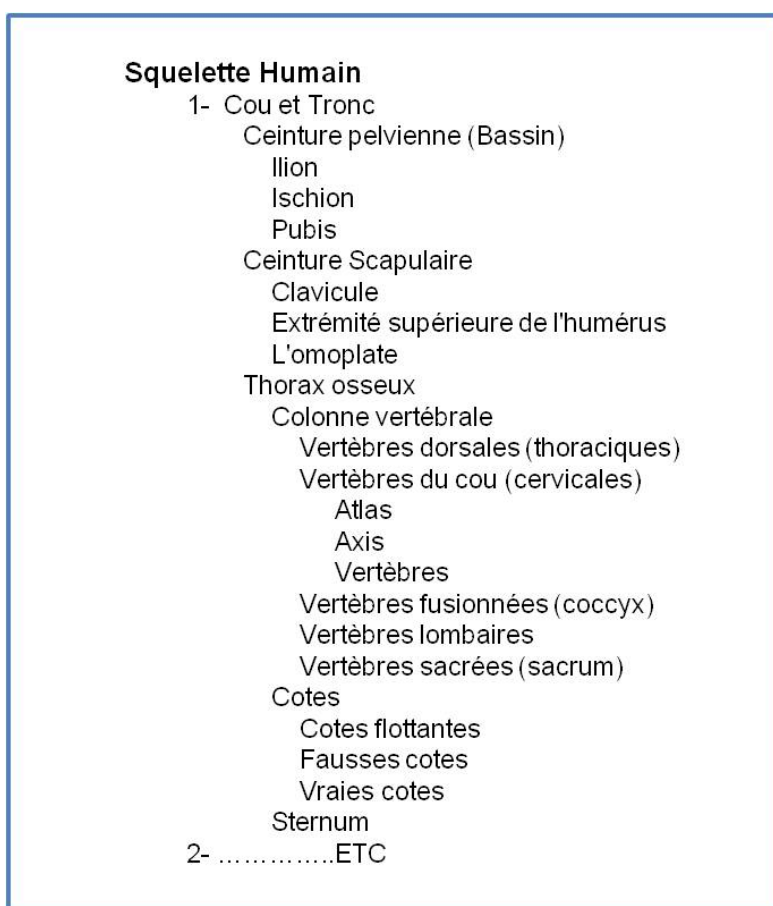 Squelette Humain
1- Cou et Tronc
Ceinture pelvienne (Bassin)
Ilion
Ischion
Pubis
Ceinture Scapulaire
Clavicule
Extrémité supérieure de l'humérus
L'omoplate
Thorax osseux
Colonne vertébrale
Vertèbres dorsales (thoraciques)
Vertèbres du cou (cervicales)
Atlas
Axis
Vertèbres
Vertèbres fusionnées (coccyx)
Vertèbres lombaires
Vertèbres sacrées (sacrum)
Cotes
Cotes flottantes
Fausses cotes
Vraies cotes
Sternum
2- …………..ETC